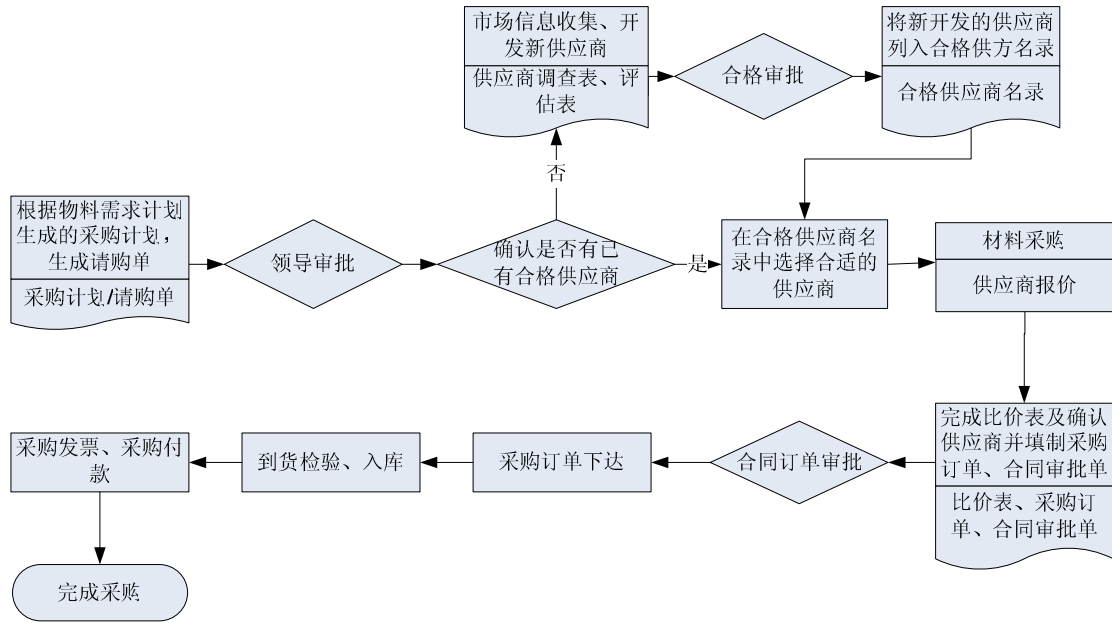 市场信息收集、开
发新供应商
供应商调查表、评
估表
合格审批
将新开发的供应商
列入合格供方名录
合格供应商名录
否
根据物料需求计划
生成的采购计划，
生成请购单
采购计划/请购单
领导审批
确认是否有已
有合格供应商
是
在合格供应商名
录中选择合适的
供应商
材料采购
供应商报价
完成比价表及确认
供应商并填制采购
订单、合同审批单
比价表、采购订
单、合同审批单
合同订单审批
采购订单下达
到货检验、入库
采购发票、采购付
款
完成采购